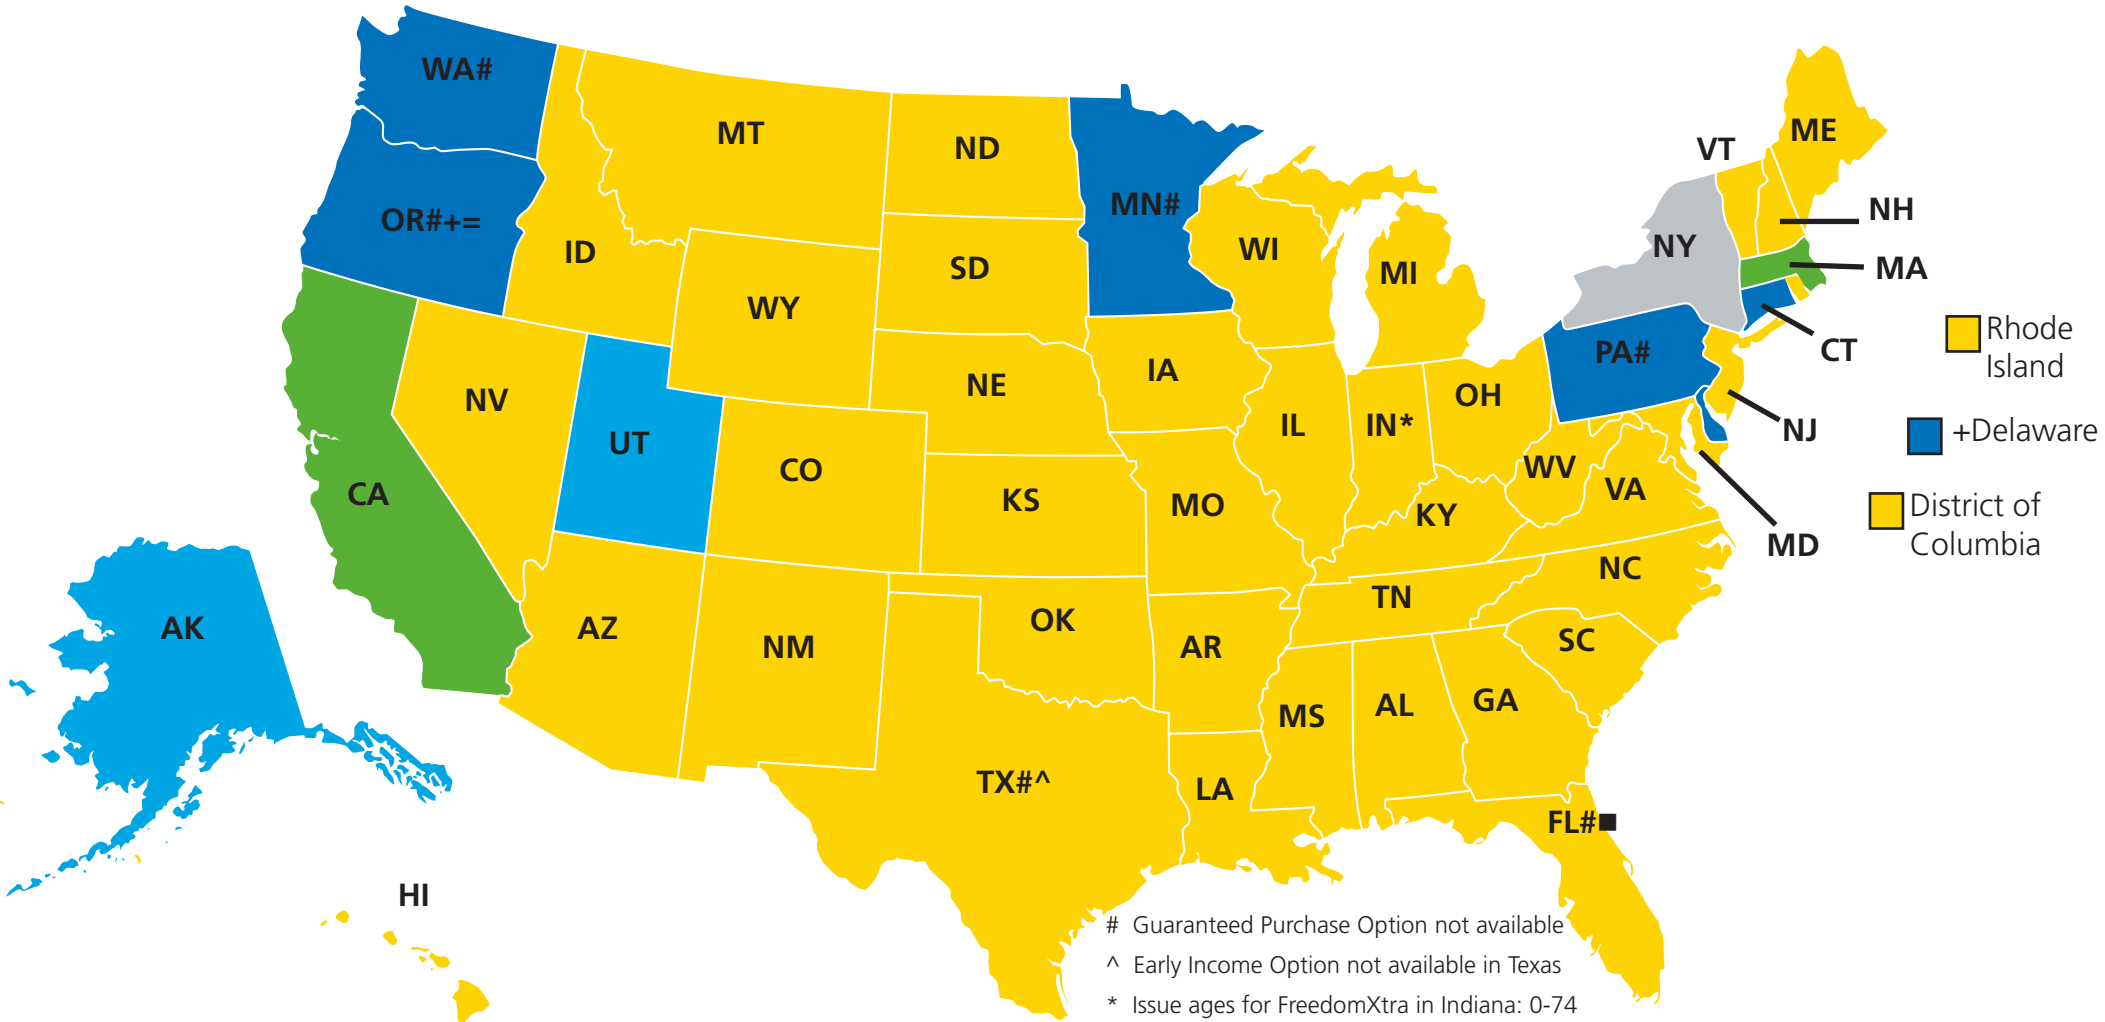 WA#
MT
ND
MN#
VT
ME
OR#+=
ID
SD
WI
MI
NY
NH
MA
WY
CT
Rhode
Island
NV
NE
IA
PA#
UT
CO
IL
IN*
OH
NJ
+Delaware
CA
KS
MO
WV
VA
KY
MD
District of
Columbia
AK
AZ
NM
OK
AR
TN
NC
SC
TX#^
LA
MS
AL
GA
FL#■
HI
# Guaranteed Purchase Option not available
^ Early Income Option not available in Texas
* Issue ages for FreedomXtra in Indiana: 0-74